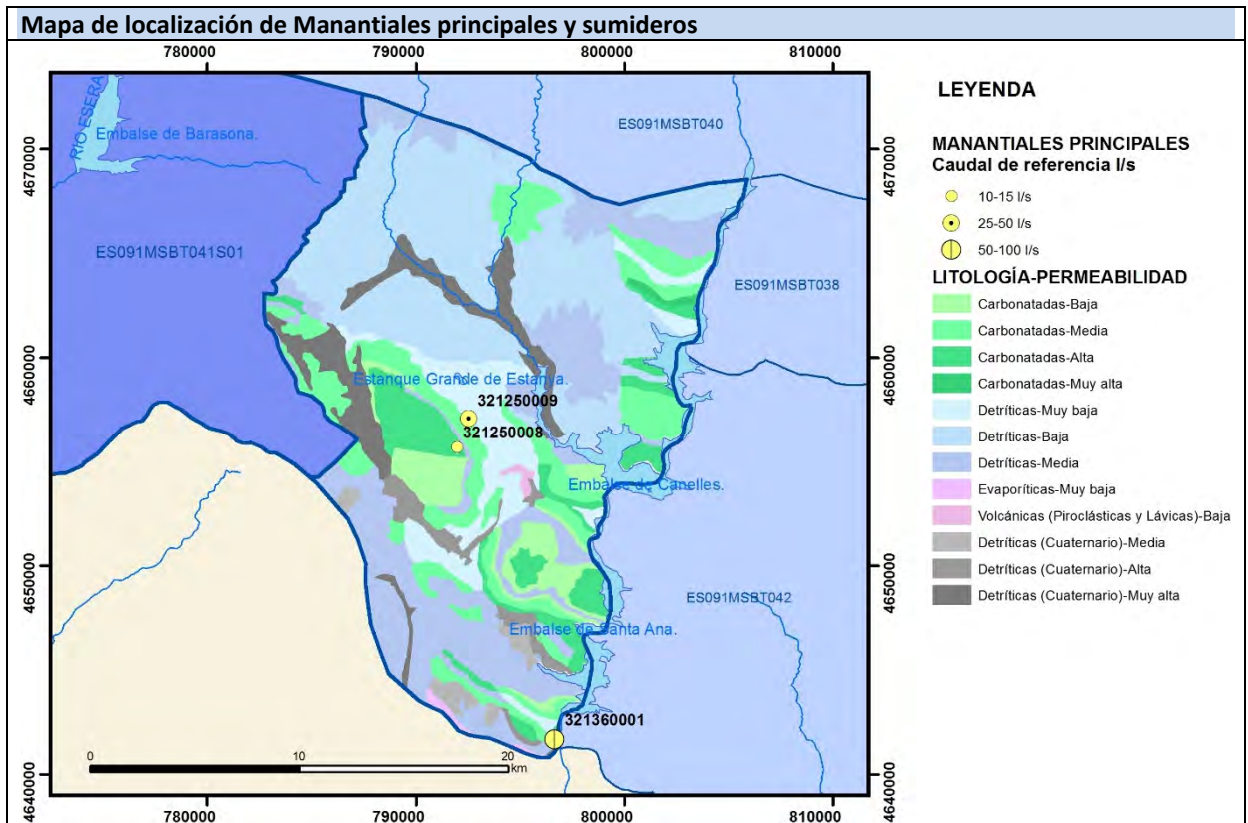 Mapa de localización de Manantiales principales y sumideros
780000 790000 800000 810000
4670000 4670000
4660000 4660000
4650000 4650000
4640000 4640000
RIO ESERA
Embalse de Barasona.
ES091MSBT040
ES091MSBT041S01
ES091MSBT038
Estanque Grande de Estanya.
321250009
321250008
Embalse de Canelles.
ES091MSBT042
Embalse de Santa Ana.
321360001
0 10 20
km
780000 790000 800000 810000
LEYENDA
MANANTIALES PRINCIPALES
Caudal de referencia l/s
10-15 l/s
25-50 l/s
50-100 l/s
LITOLOGÍA-PERMEABILIDAD
Carbonatadas-Baja
Carbonatadas-Media
Carbonatadas-Alta
Carbonatadas-Muy alta
Detríticas-Muy baja
Detríticas-Baja
Detríticas-Media
Evaporíticas-Muy baja
Volcánicas (Piroclásticas y Lávicas)-Baja
Detríticas (Cuaternario)-Media
Detríticas (Cuaternario)-Alta
Detríticas (Cuaternario)-Muy alta